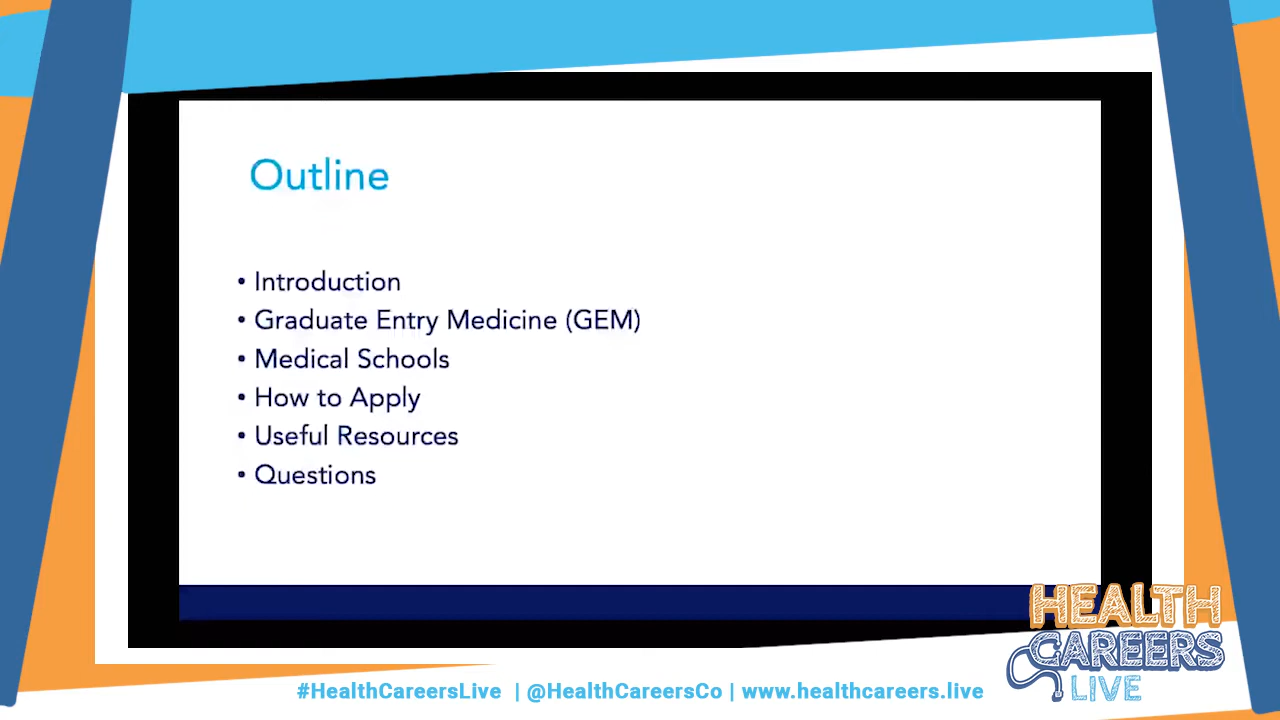 Outline
• Introduction
• Graduate Entry Medicine (GEM)
• Medical Schools
• How to Apply
• Useful Resources
• Questions
HEALTH
CAREERS
LIVE
#HealthCareersLive | @HealthCareersCo | www.healthcareers.live